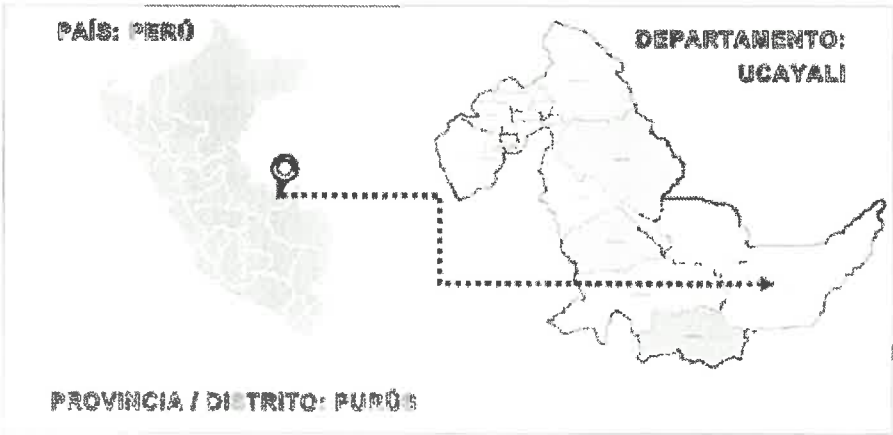 PAÍS: PERÚ
DEPARTAMENTO:
UCAYALI
PROVINCIA / DISTRITO: PURÚS